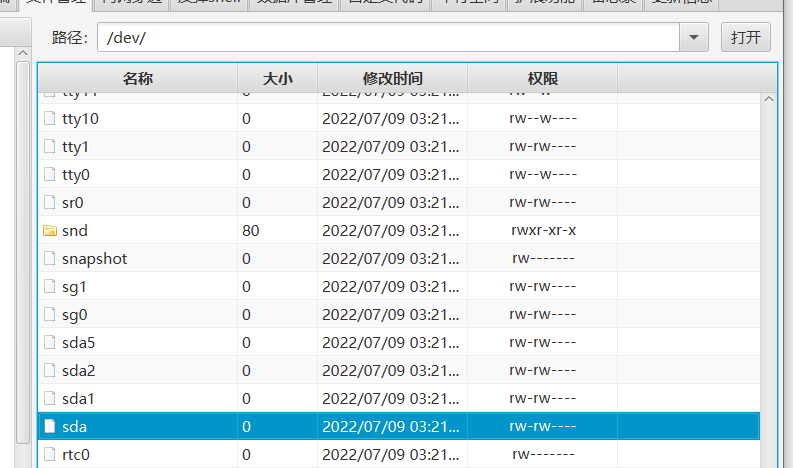 路径： /dev/ 打开
名称 大小 修改时间 权限
tty10 0 2022/07/09 03:21... rw--w----
tty1 0 2022/07/09 03:21... rw-rw----
tty0 0 2022/07/09 03:21... rw--w----
sr0 0 2022/07/09 03:21... rw-rw----
snd 80 2022/07/09 03:21... rwxr-xr-x
snapshot 0 2022/07/09 03:21... rw-------
sg1 0 2022/07/09 03:21... rw-rw----
sg0 0 2022/07/09 03:21... rw-rw----
sda5 0 2022/07/09 03:21... rw-rw----
sda2 0 2022/07/09 03:21... rw-rw----
sda1 0 2022/07/09 03:21... rw-rw----
sda 0 2022/07/09 03:21... rw-rw----
rtc0 0 2022/07/09 03:21... rw-------